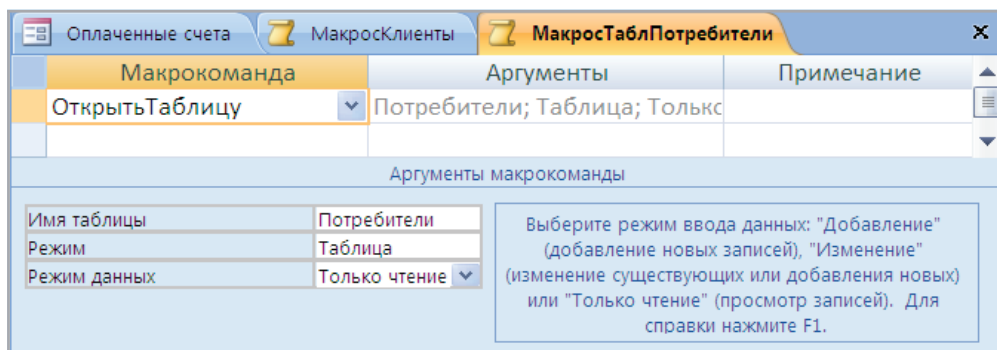 Оплаченные счета МакросКлиенты МакросТаблПотребители
Макрокоманда Аргументы Примечание
ОткрытьТаблицу Потребители; Таблица; Только
Аргументы макрокоманды
Имя таблицы Потребители
Режим Таблица
Режим данных Только чтение
Выберите режим ввода данных: "Добавление"
(добавление новых записей), "Изменение"
(изменение существующих или добавления новых)
или "Только чтение" (просмотр записей). Для
справки нажмите F1.